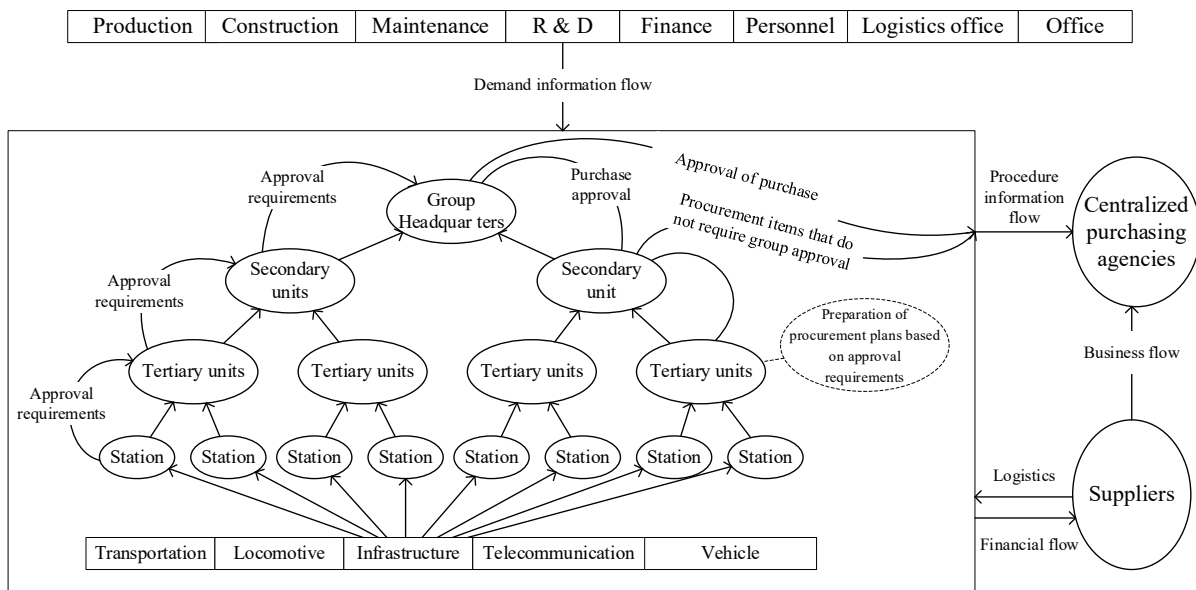 Production Construction Maintenance R & D Finance Personnel Logistics office Office
Demand information flow
Approval
requirements
Group
Headquar ters
Purchase
approval
Approval of purchase
Procurement items that do
not require group approval
Procedure
information
flow
Centralized
purchasing
agencies
Approval
requirements
Secondary
units
Secondary
unit
Preparation of
procurement plans based
on approval
requirements
Business flow
Approval
requirements
Tertiary units
Tertiary units
Tertiary units
Tertiary units
Station Station Station Station Station Station Station Station
Logistics
Suppliers
Financial flow
Transportation Locomotive Infrastructure Telecommunication Vehicle